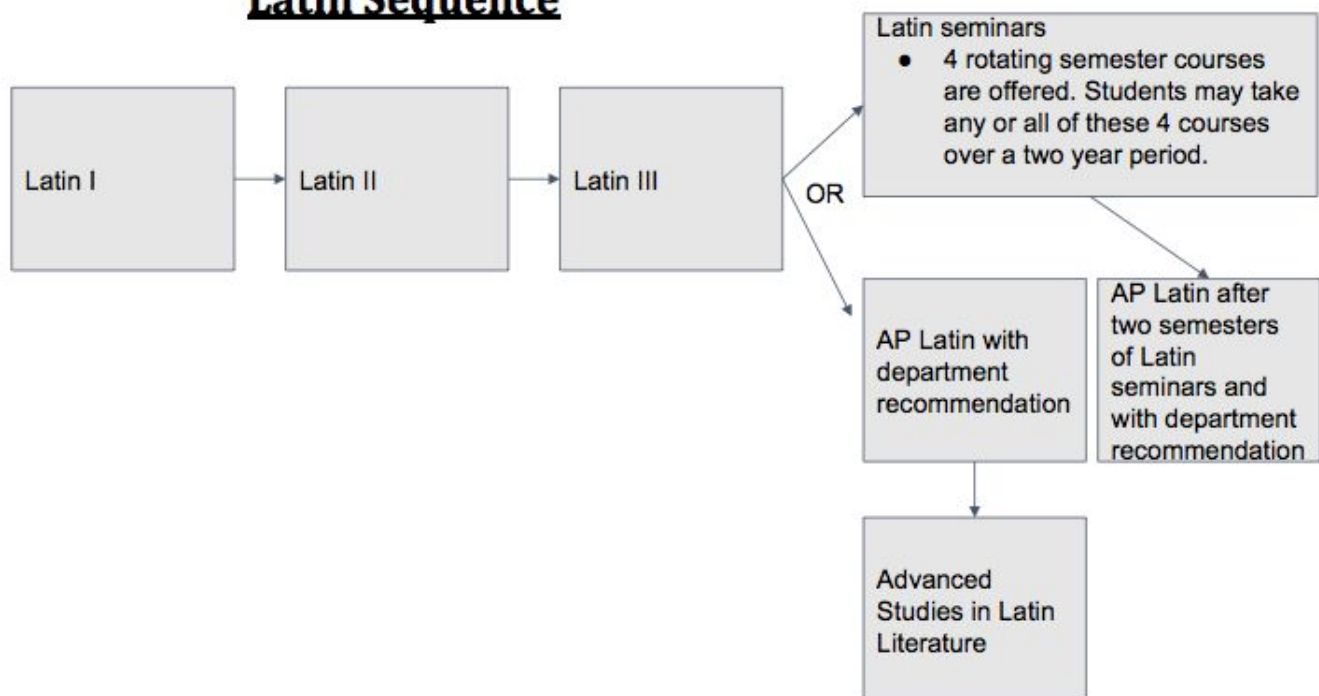 Latin Sequence
Latin I
Latin II
Latin III
OR
Latin seminars
● 4 rotating semester courses
are offered. Students may take
any or all of these 4 courses
over a two year period.
AP Latin with
department
recommendation
AP Latin after
two semesters
of Latin
seminars and
with department
recommendation
Advanced
Studies in Latin
Literature